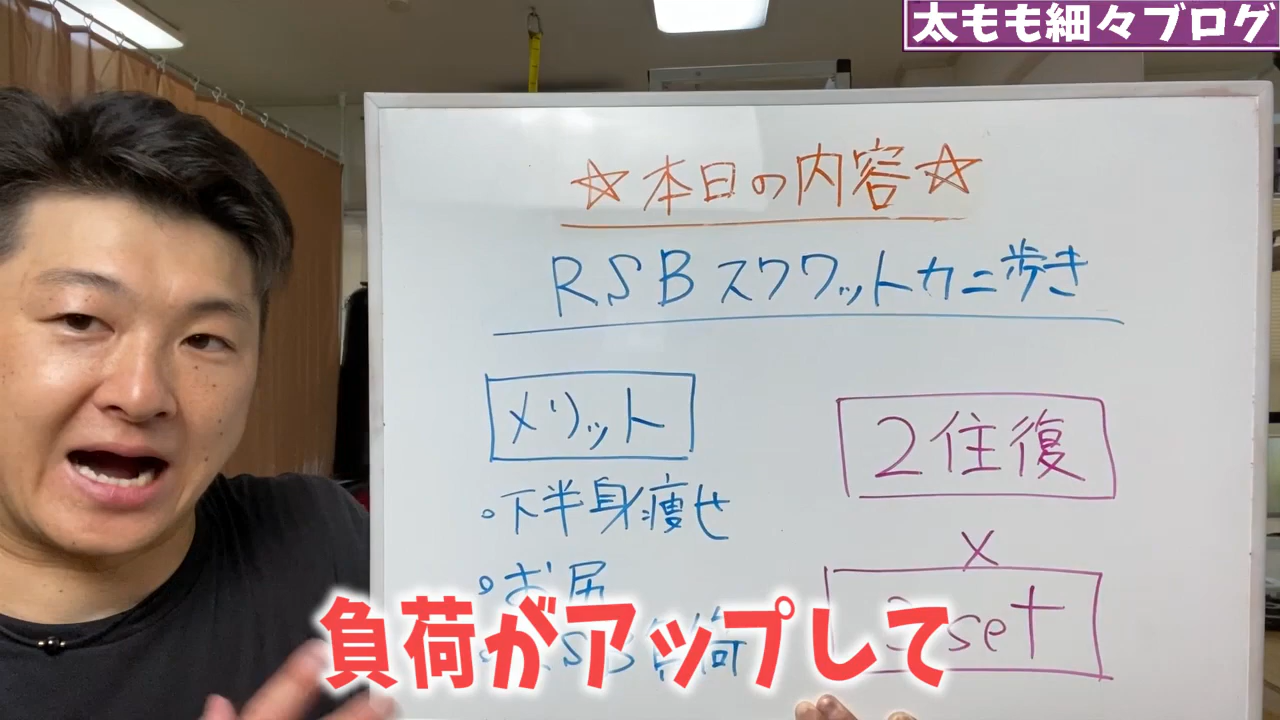 太もも細々ブログ
☆本日の内容☆
RSBスクワットカニ歩き
メリット
2往復
・下半身痩せ
×
・お尻
3set
負荷がアップして